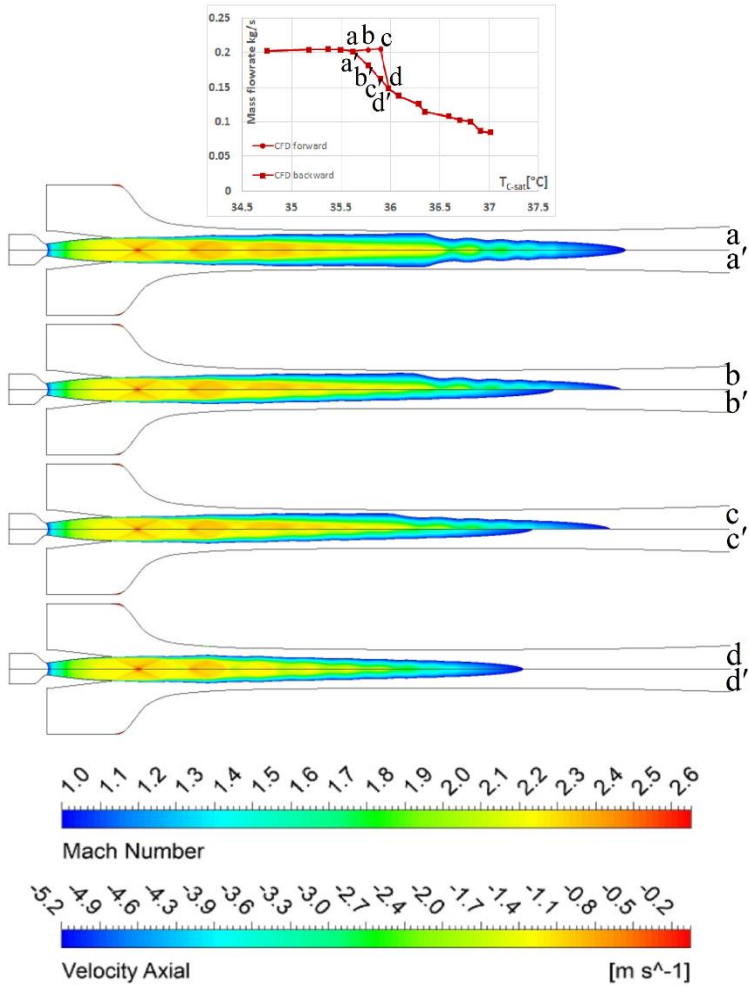 0.25
0.2
0.15
0.1
0.05
0
Mass flowrate kg/s
a b c
a′
b′
c′ d
d′
CFD forward
CFD backward
T_C-sat[°C]
34.5 35 35.5 36 36.5 37 37.5
a
a′
b
b′
c
c′
d
d′
1.0 1.1 1.2 1.3 1.4 1.5 1.6 1.7 1.8 1.9 2.0 2.1 2.2 2.3 2.4 2.5 2.6
Mach Number
-5.2 -4.9 -4.6 -4.3 -3.9 -3.6 -3.3 -3.0 -2.7 -2.4 -2.0 -1.7 -1.4 -1.1 -0.8 -0.5 -0.2
Velocity Axial [m s^-1]